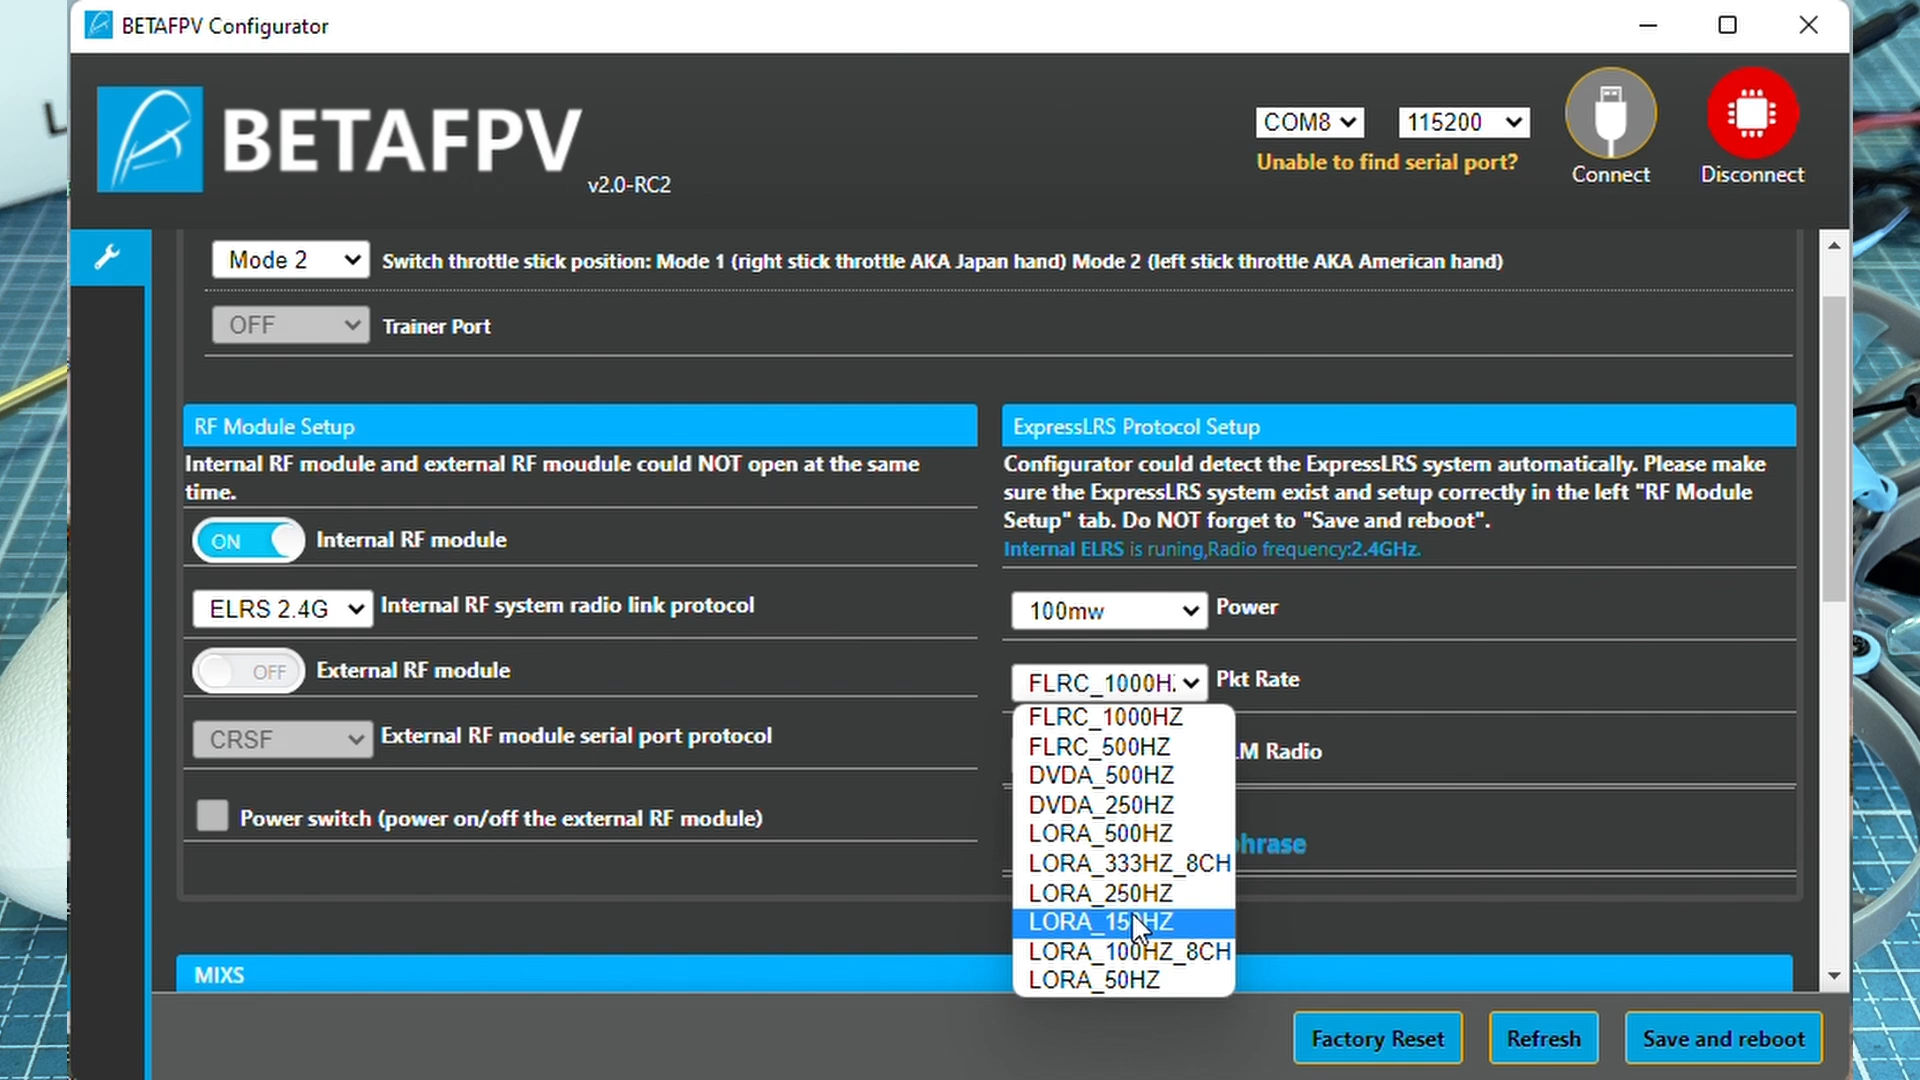 BETAFPV Configurator
L
BETAFPV
v2.0-RC2
COM8
115200
Unable to find serial port?
Connect
Disconnect
Mode 2
Switch throttle stick position: Mode 1 (right stick throttle AKA Japan hand) Mode 2 (left stick throttle AKA American hand)
OFF
Trainer Port
RF Module Setup
Internal RF module and external RF moudule could NOT open at the same
time.
ON
Internal RF module
ELRS 2.4G
Internal RF system radio link protocol
OFF
External RF module
CRSF
External RF module serial port protocol
Power switch (power on/off the external RF module)
ExpressLRS Protocol Setup
Configurator could detect the ExpressLRS system automatically. Please make
sure the ExpressLRS system exist and setup correctly in the left "RF Module
Setup" tab. Do NOT forget to "Save and reboot".
Internal ELRS is runing,Radio frequency:2.4GHz.
100mw
Power
FLRC_1000H
Pkt Rate
FLRC_1000HZ
FLRC_500HZ
DVDA_500HZ
DVDA_250HZ
LORA_500HZ
LORA_333HZ_8CH
LORA_250HZ
LORA_150HZ
LORA_100HZ_8CH
LORA_50HZ
LM Radio
phrase
MIXS
Factory Reset
Refresh
Save and reboot